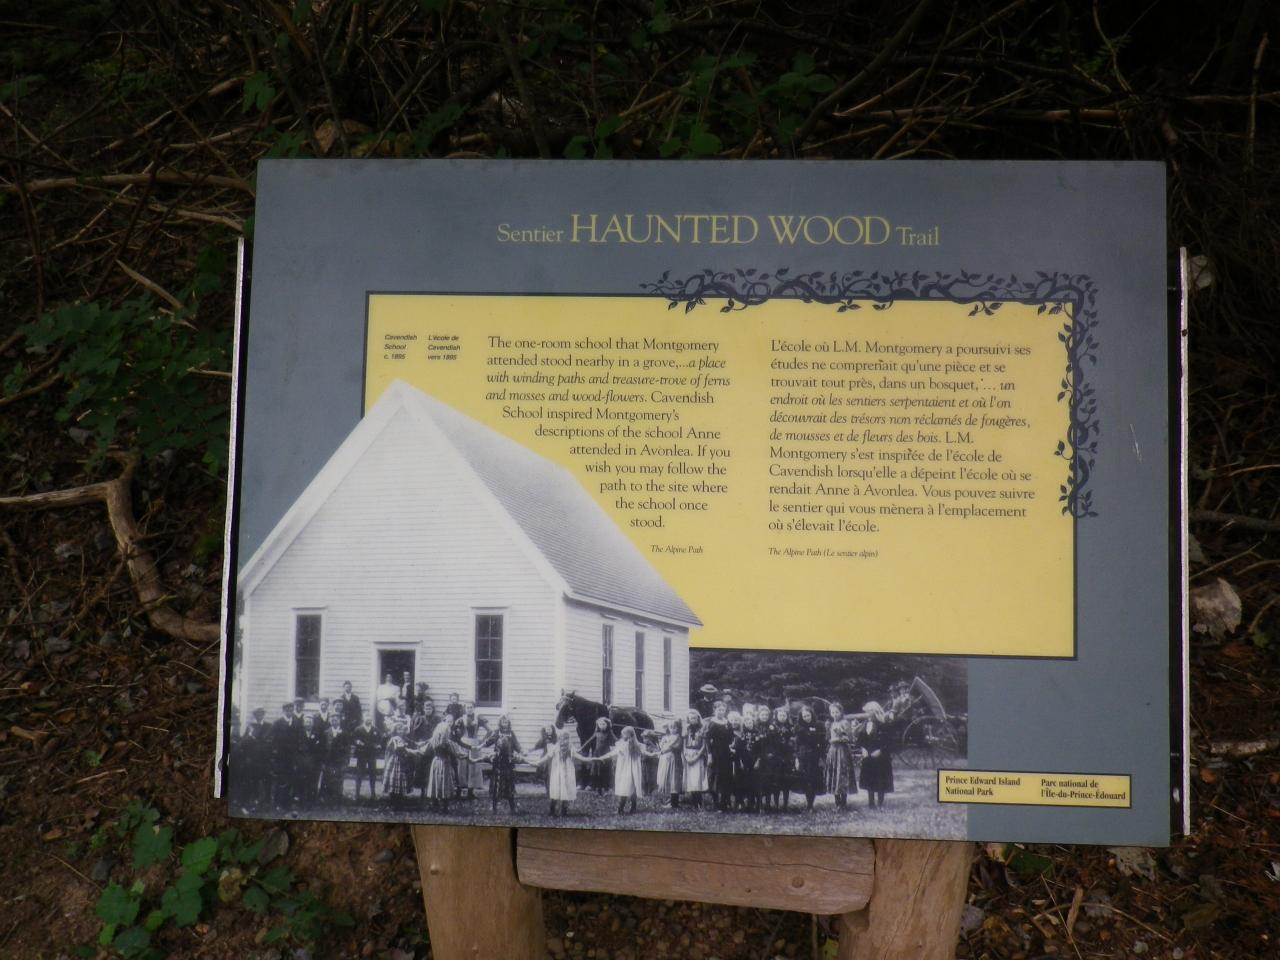 Sentier HAUNTED WOOD Trail
Cavendish
School
c. 1895
L'école de
Cavendish
vers 1895
The one-room school that Montgomery
attended stood nearby in a grove,...a place
with winding paths and treasure-trove of ferns
and mosses and wood-flowers. Cavendish
School inspired Montgomery's
descriptions of the school Anne
attended in Avonlea. If you
wish you may follow the
path to the site where
the school once
stood.
The Alpine Path
L'école où L.M. Montgomery a poursuivi ses
études ne comprenait qu'une pièce et se
trouvait tout près, dans un bosquet, '... un
endroit où les sentiers serpentaient et où l'on
découvrait des trésors non réclamés de fougères,
de mousses et de fleurs des bois. L.M.
Montgomery s'est inspirée de l'école de
Cavendish lorsqu'elle a dépeint l'école où se
rendait Anne à Avonlea. Vous pouvez suivre
le sentier qui vous mènera à l'emplacement
où s'élevait l'école.
The Alpine Path (Le sentier alpin)
Prince Edward Island
National Park
Parc national de
l'Île-du-Prince-Édouard